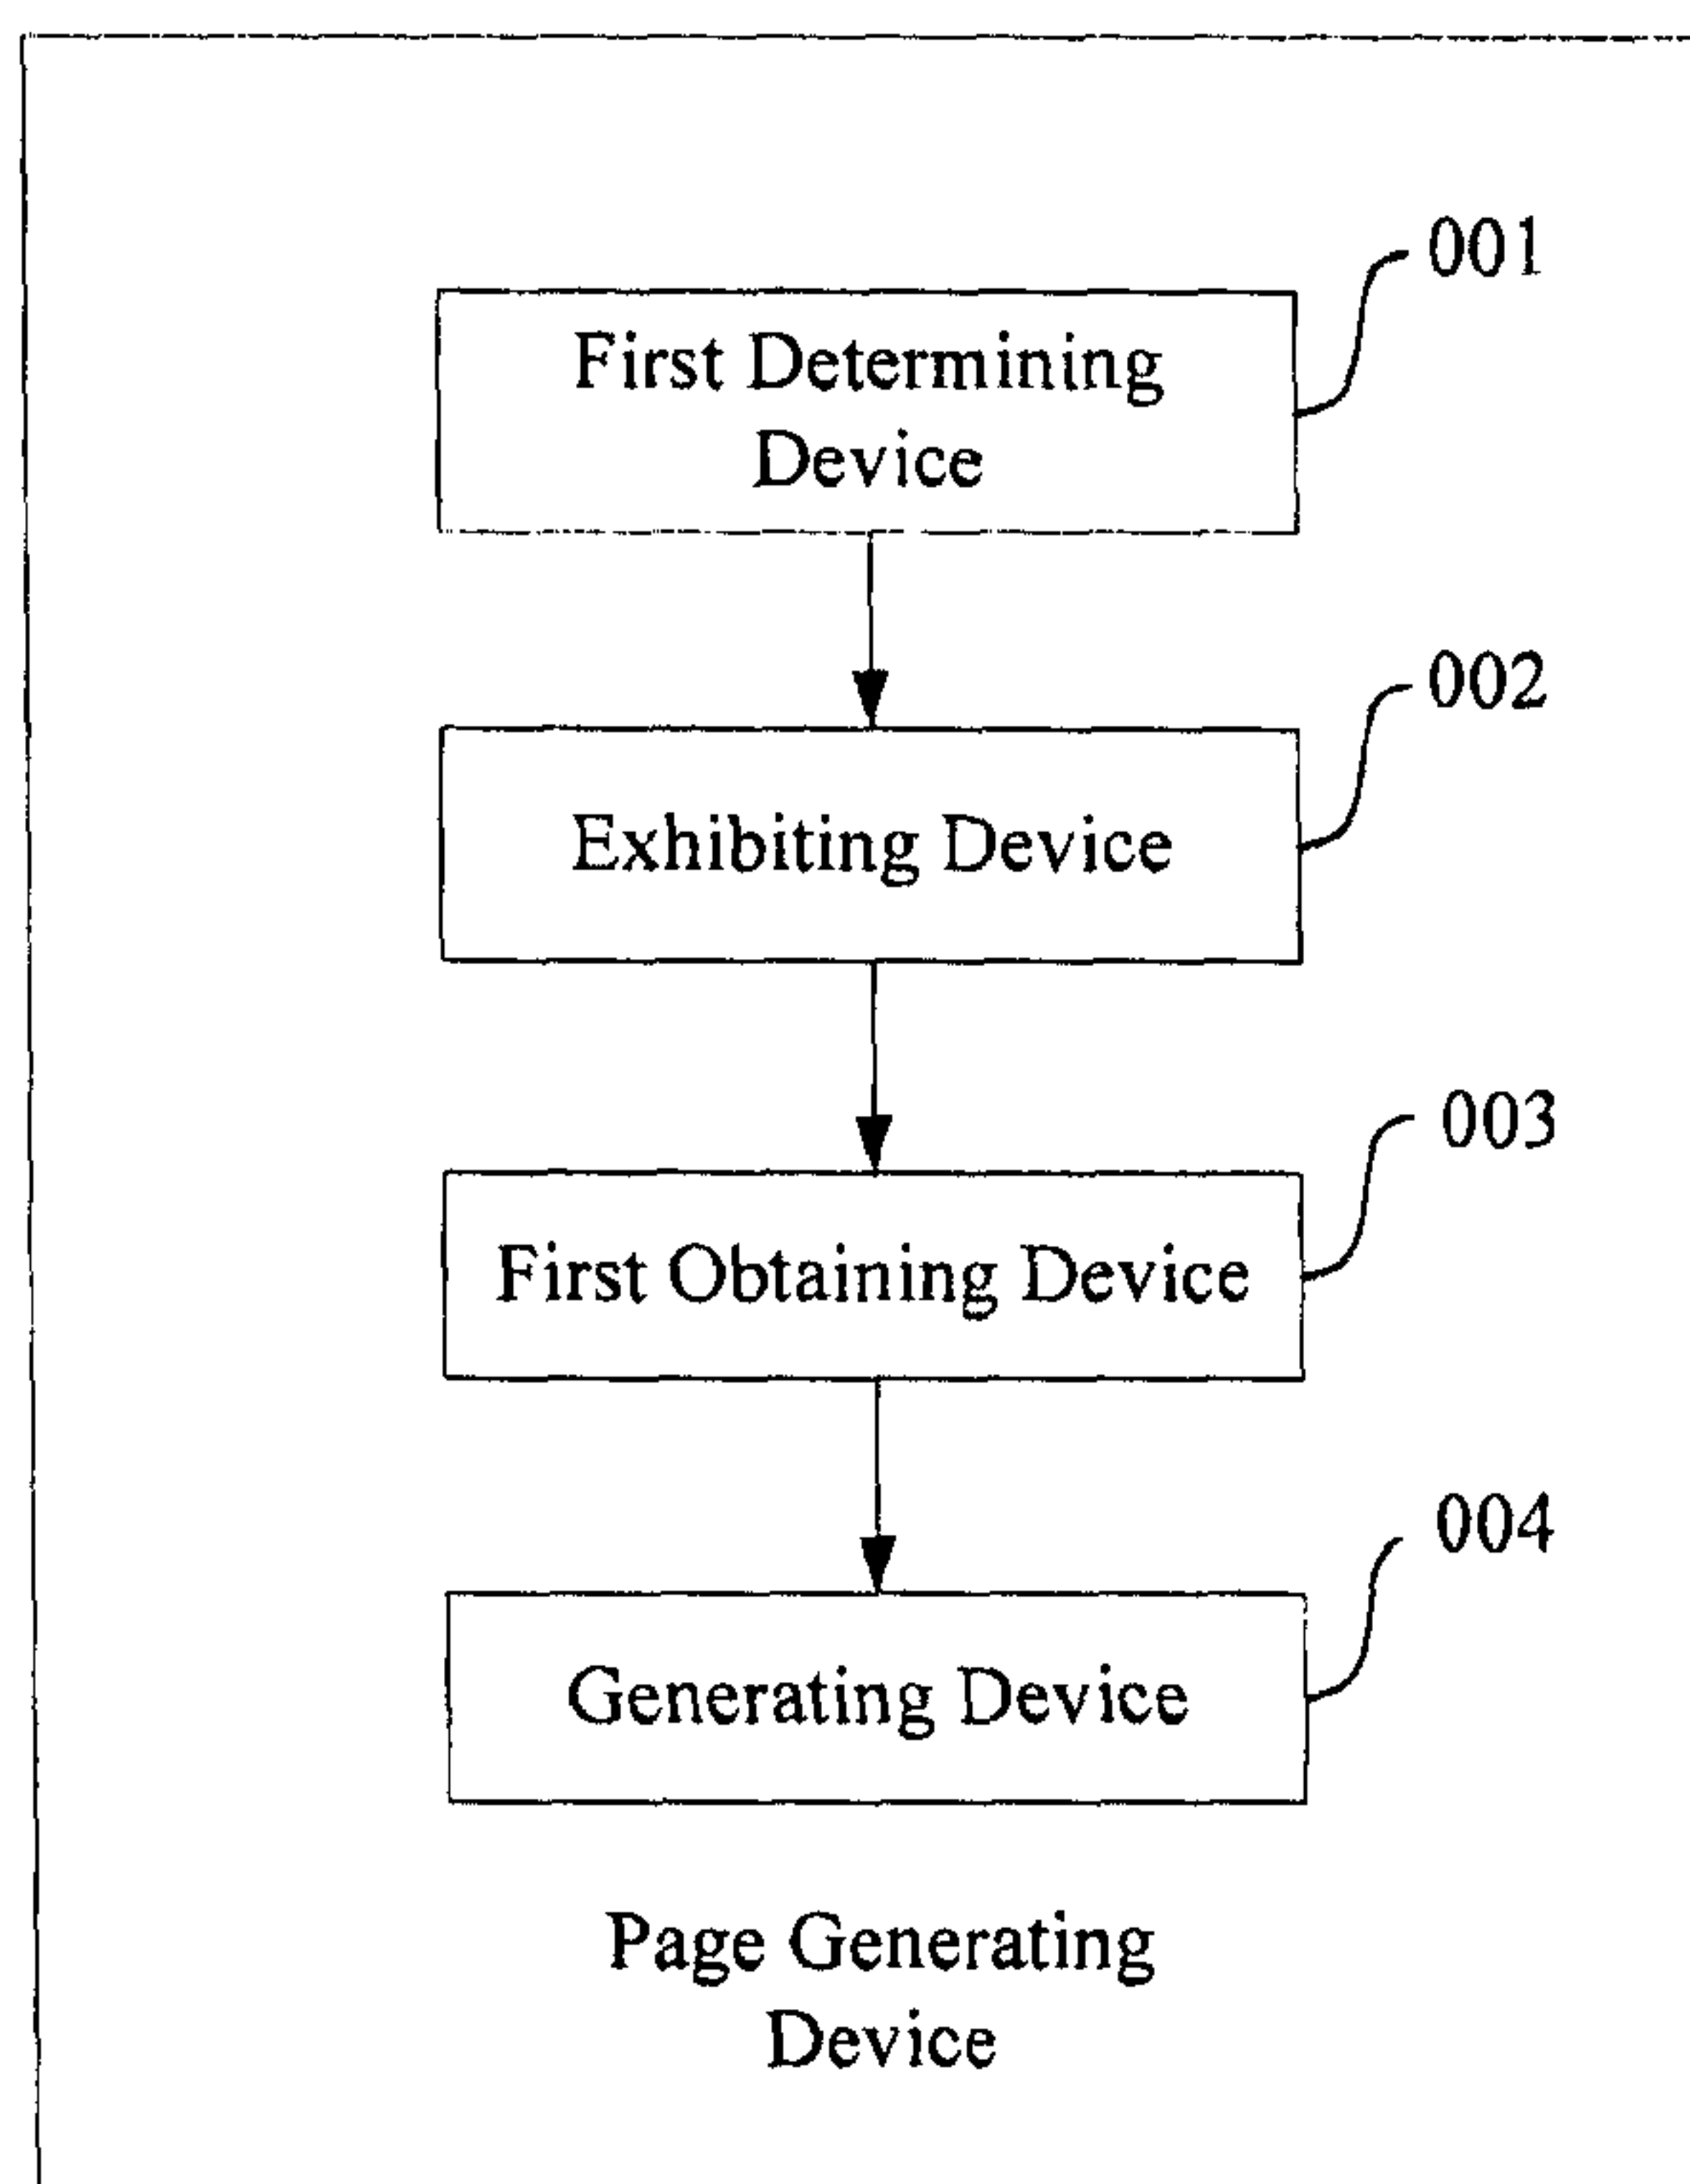 001
First Determining
Device
002
Exhibiting Device
003
First Obtaining Device
004
Generating Device
Page Generating
Device